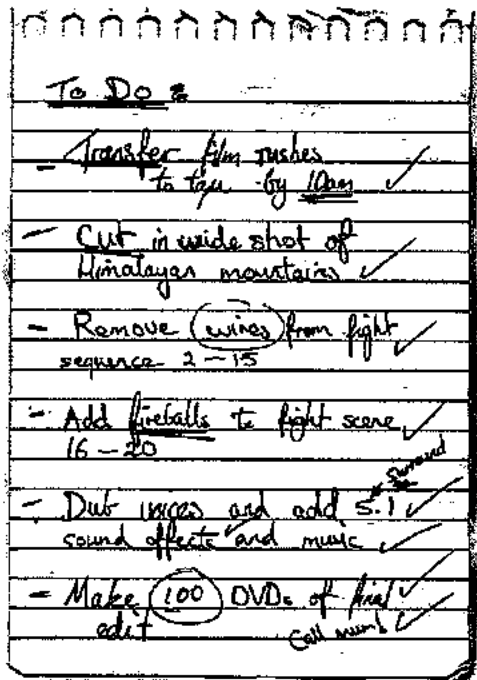 To Do :
- Transfer film rushes
to tape by 10am
- Cut in wide shot of
Himalayan mountains
- Remove wires from fight
sequence 2 - 15
- Add fireballs to fight scene
16 - 20
surround
- Dub voices and add 5.1
sound effects and music
- Make 100 DVDs of final
edit
Call mum!